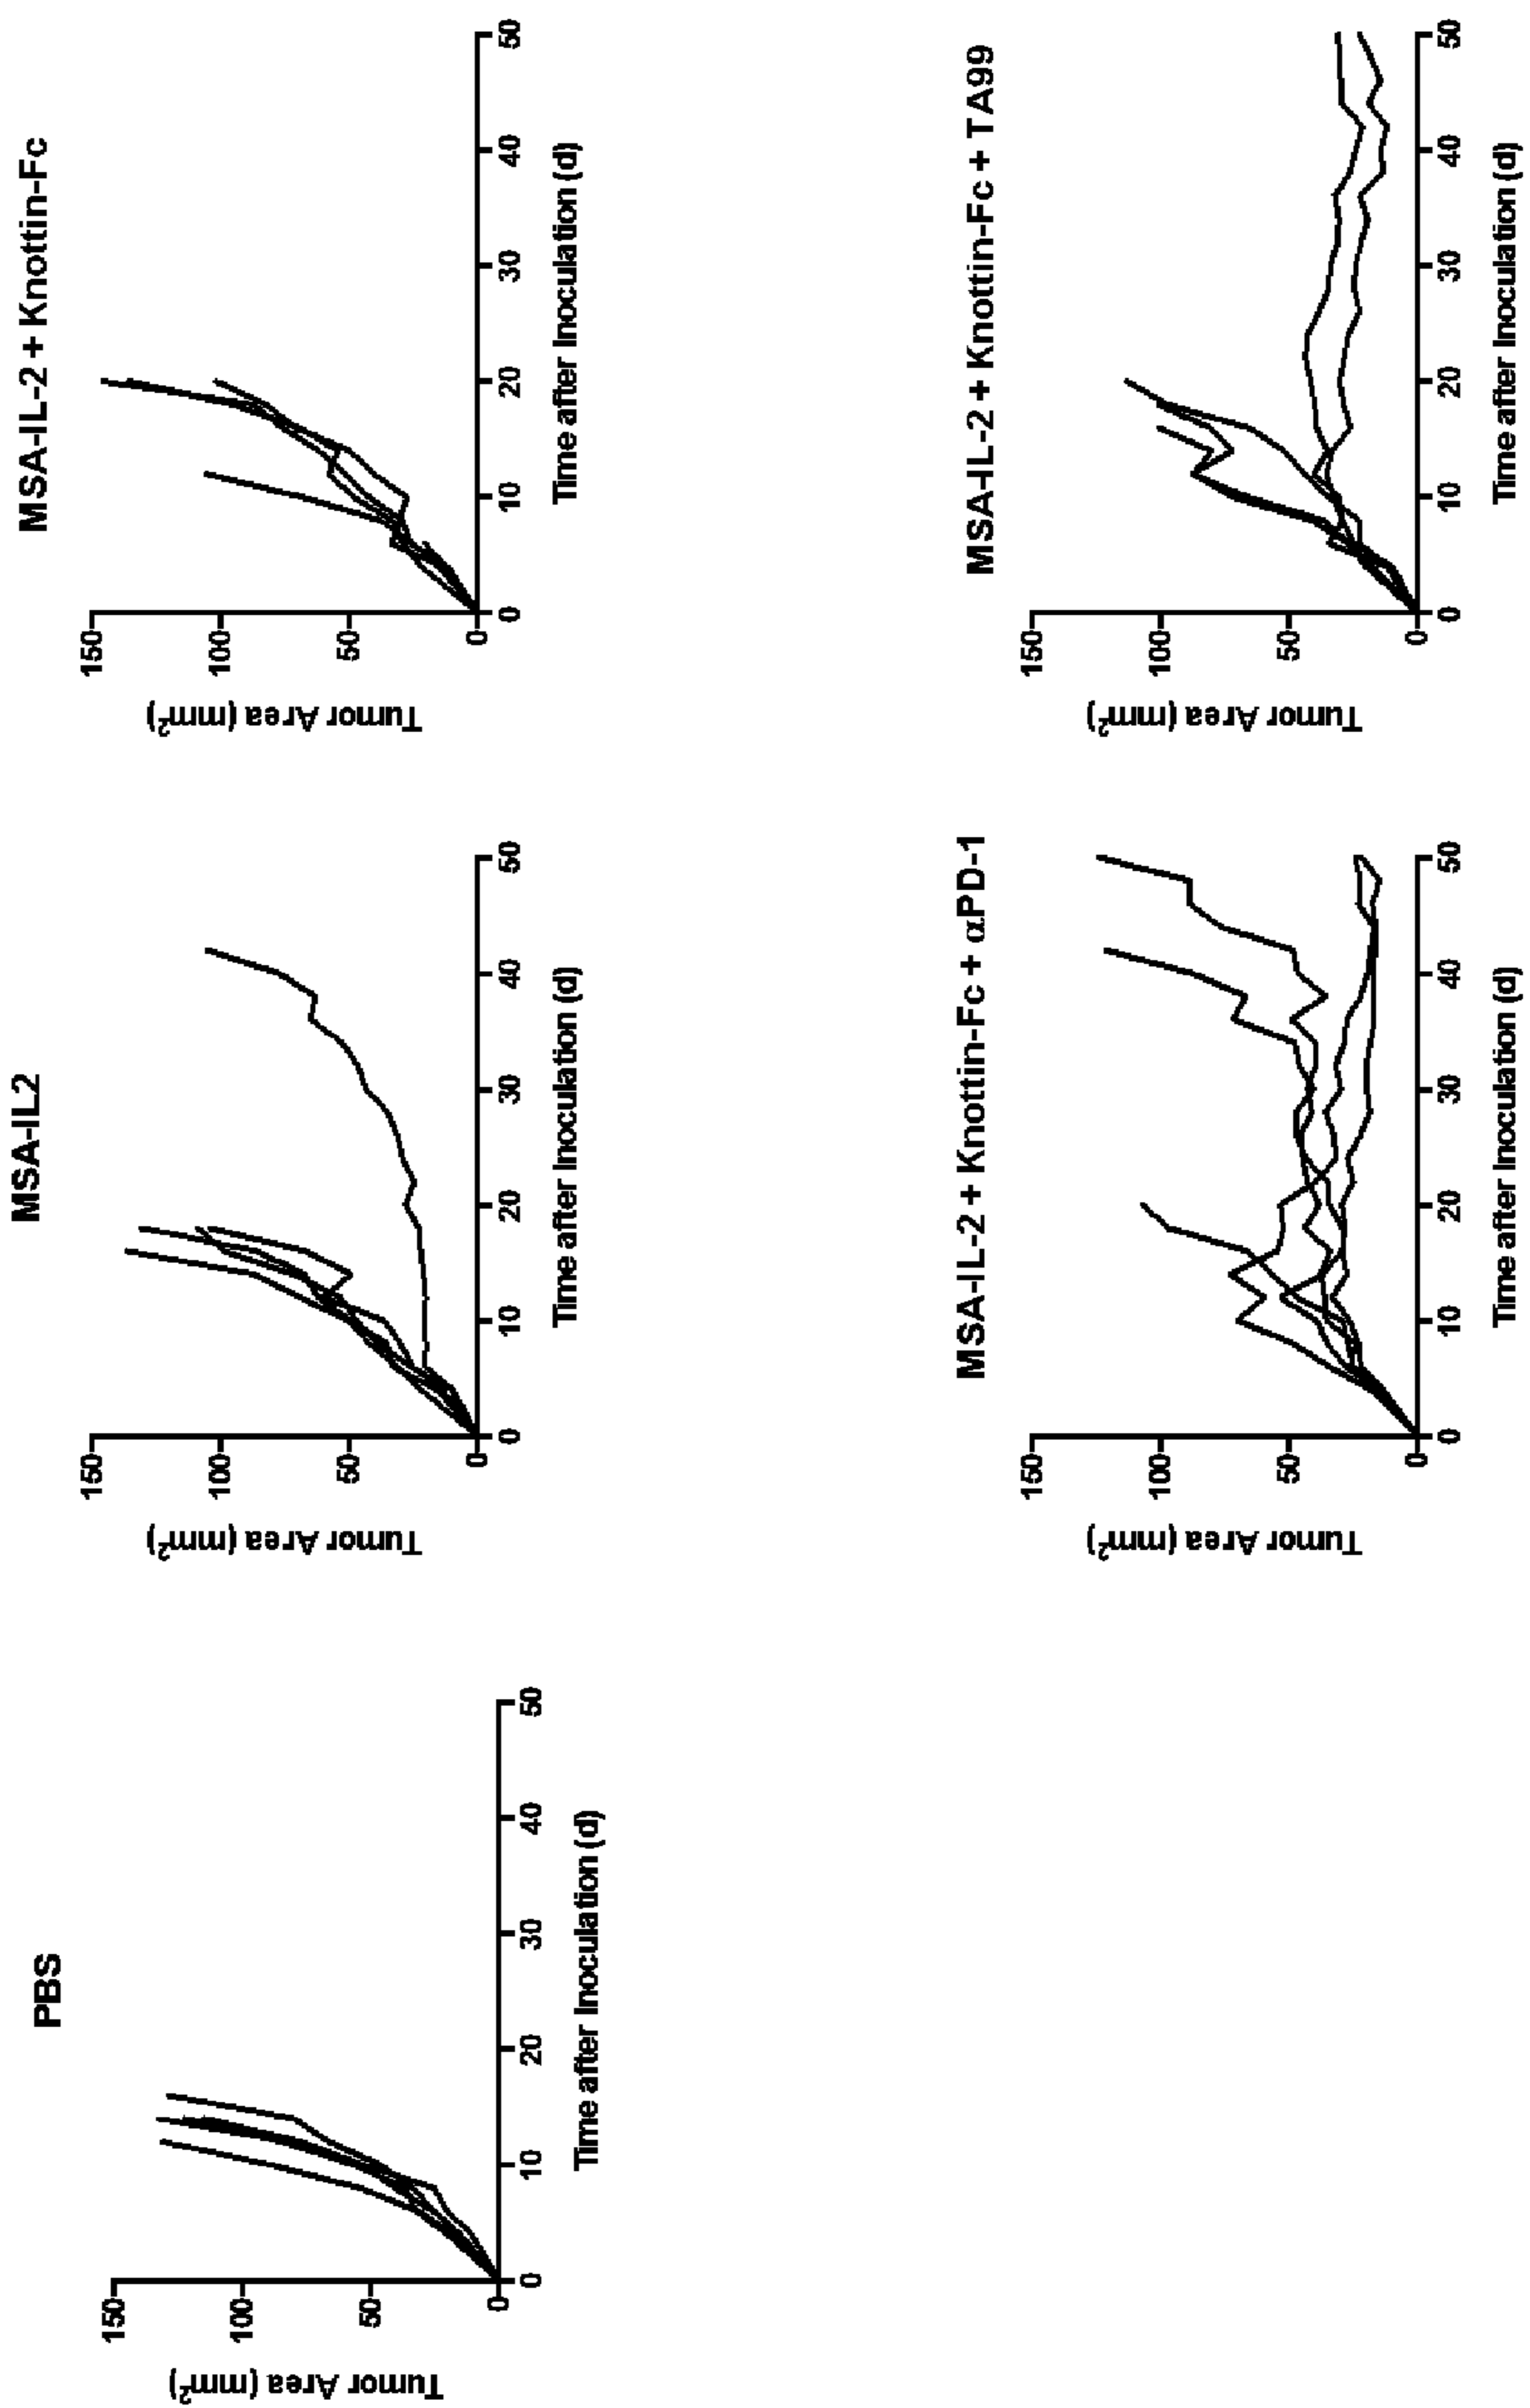 PBS
150
100
50
0
Tumor Area (mm²)
0 10 20 30 40 50
Time after Inoculation (d)
MSA-IL2
150
100
50
0
Tumor Area (mm²)
0 10 20 30 40 50
Time after Inoculation (d)
MSA-IL-2 + Knottin-Fc
150
100
50
0
Tumor Area (mm²)
0 10 20 30 40 50
Time after Inoculation (d)
MSA-IL-2 + Knottin-Fc + αPD-1
150
100
50
0
Tumor Area (mm²)
0 10 20 30 40 50
Time after Inoculation (d)
MSA-IL-2 + Knottin-Fc + TA99
150
100
50
0
Tumor Area (mm²)
0 10 20 30 40 50
Time after Inoculation (d)